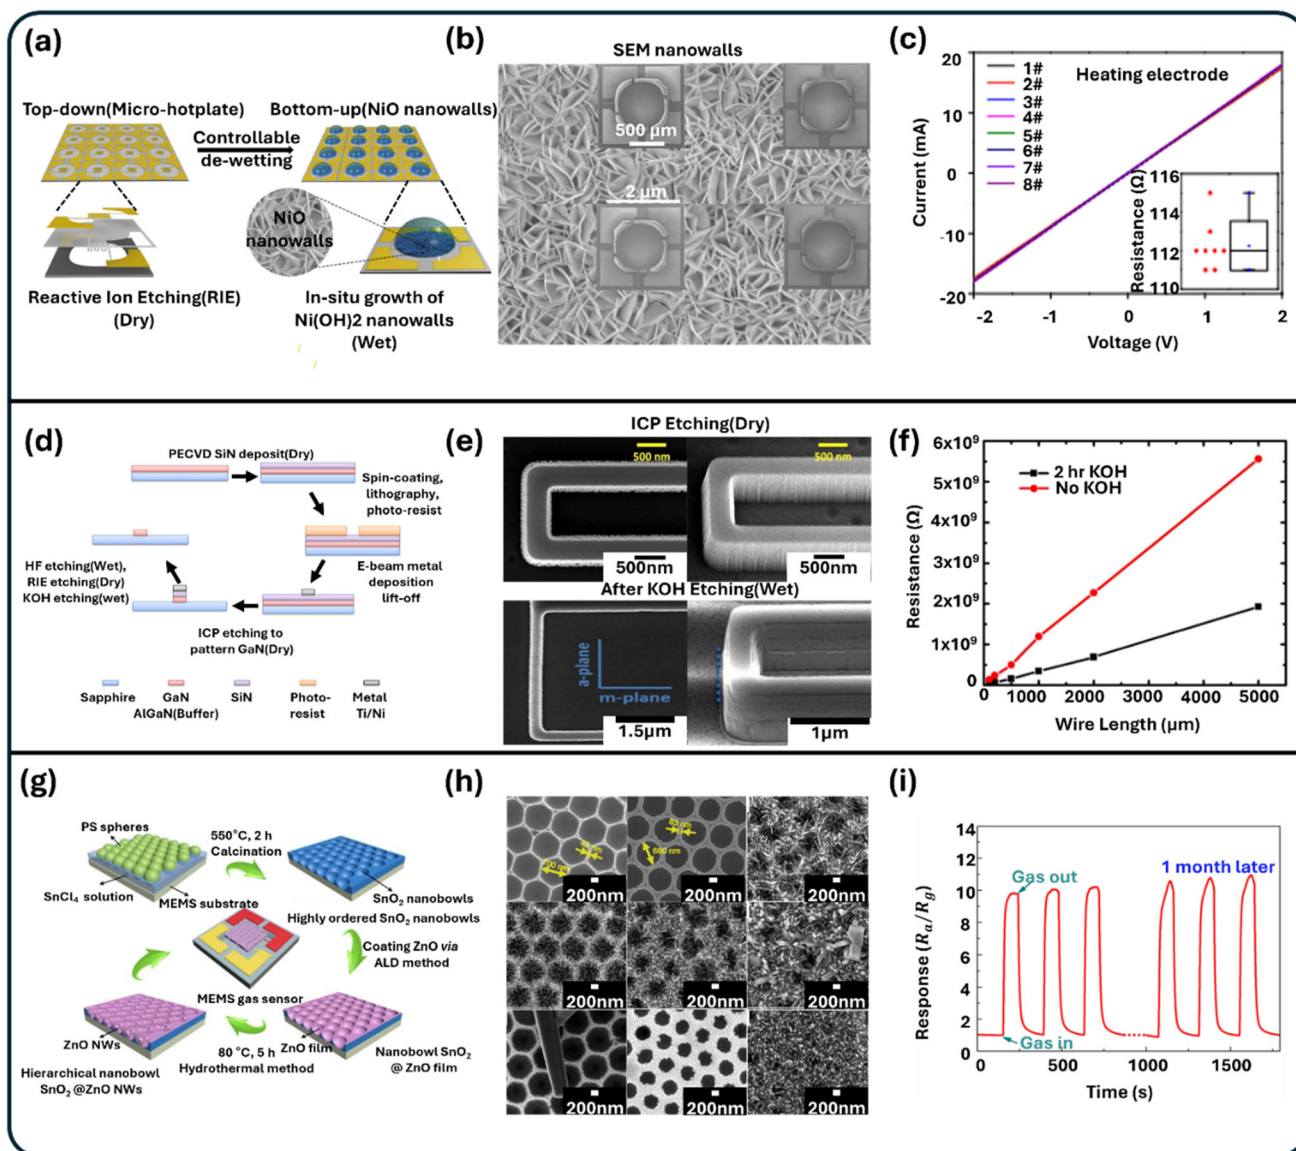 (a)
Top-down(Micro-hotplate)
Controllable
de-wetting
Bottom-up(NiO nanowalls)
NiO
nanowalls
Reactive Ion Etching(RIE)
(Dry)
In-situ growth of
Ni(OH)2 nanowalls
(Wet)
(b)
SEM nanowalls
500 µm
2 µm
(c)
20
10
0
-10
-20
Current (mA)
1#
2#
3#
4#
5#
6#
7#
8#
Heating electrode
116
114
112
110
Resistance (Ω)
-2
-1
0
1
2
Voltage (V)
(d)
PECVD SiN deposit(Dry)
Spin-coating,
lithography,
photo-resist
E-beam metal
deposition
lift-off
HF etching(Wet),
RIE etching(Dry)
KOH etching(wet)
ICP etching to
pattern GaN(Dry)
Sapphire
GaN
AlGaN(Buffer)
SiN
Photo-
resist
Metal
Ti/Ni
(e)
ICP Etching(Dry)
500 nm
500 nm
500nm
500nm
After KOH Etching(Wet)
a-plane
m-plane
1.5µm
1µm
(f)
6x10⁹
5x10⁹
4x10⁹
3x10⁹
2x10⁹
1x10⁹
0
Resistance (Ω)
2 hr KOH
No KOH
0
1000
2000
3000
4000
5000
Wire Length (µm)
(g)
PS spheres
550°C, 2 h
Calcination
SnCl₄ solution
MEMS substrate
SnO₂ nanobowls
Highly ordered SnO₂ nanobowls
Coating ZnO via
ALD method
MEMS gas sensor
ZnO NWs
80 °C, 5 h
Hydrothermal method
ZnO film
Nanobowl SnO₂
@ ZnO film
Hierarchical nanobowl
SnO₂ @ZnO NWs
(h)
200nm
200nm
200nm
200nm
200nm
200nm
200nm
200nm
200nm
(i)
14
12
10
8
6
4
2
0
Response (Rₐ/R_g)
Gas out
1 month later
Gas in
0
500
1000
1500
Time (s)